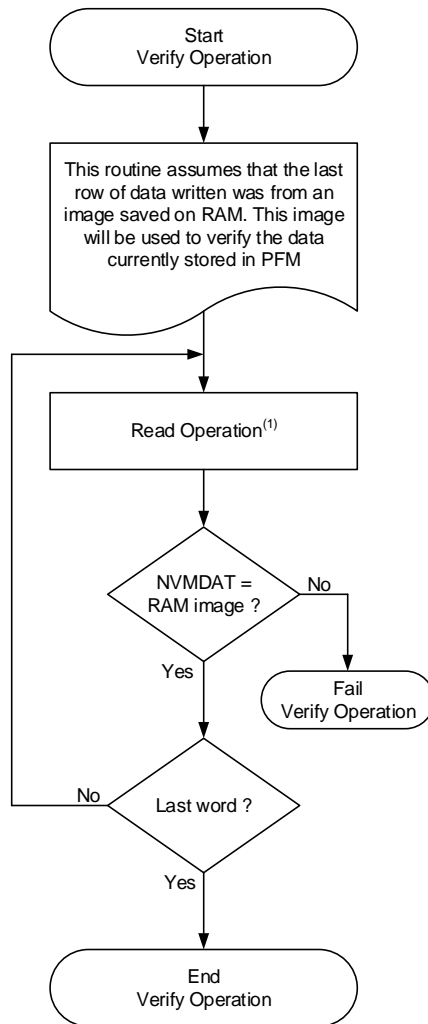 Start
Verify Operation
This routine assumes that the last
row of data written was from an
image saved on RAM. This image
will be used to verify the data
currently stored in PFM
Read Operation(1)
NVMDAT =
RAM image ?
No
Yes
Fail
Verify Operation
Last word ?
No
Yes
End
Verify Operation